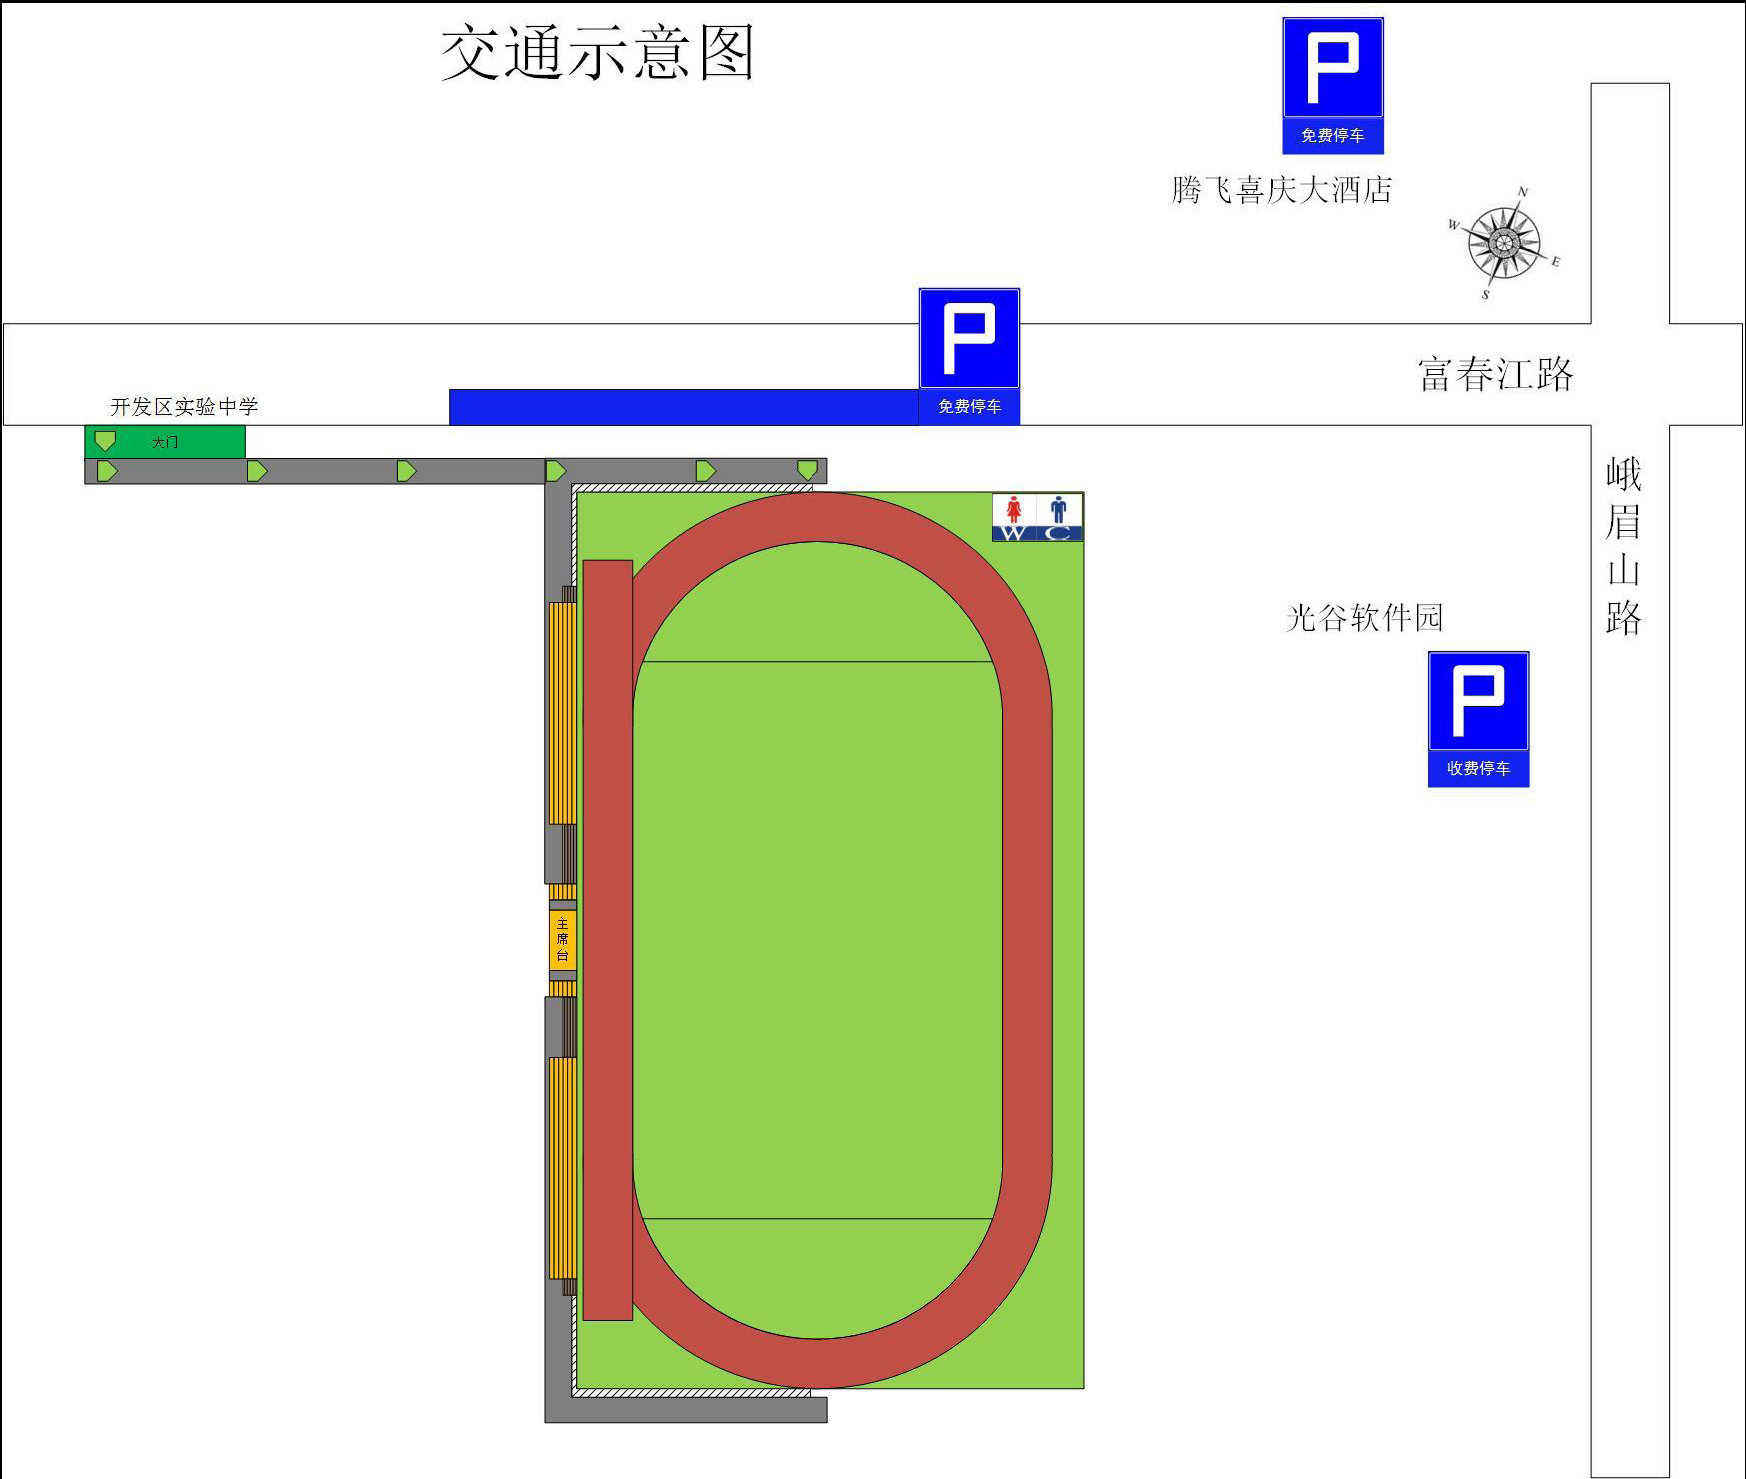 交通示意图
P
免费停车
腾飞喜庆大酒店
N
W
E
S
P
免费停车
富春江路
开发区实验中学
大门
峨眉山路
W C
光谷软件园
P
收费停车
主席台